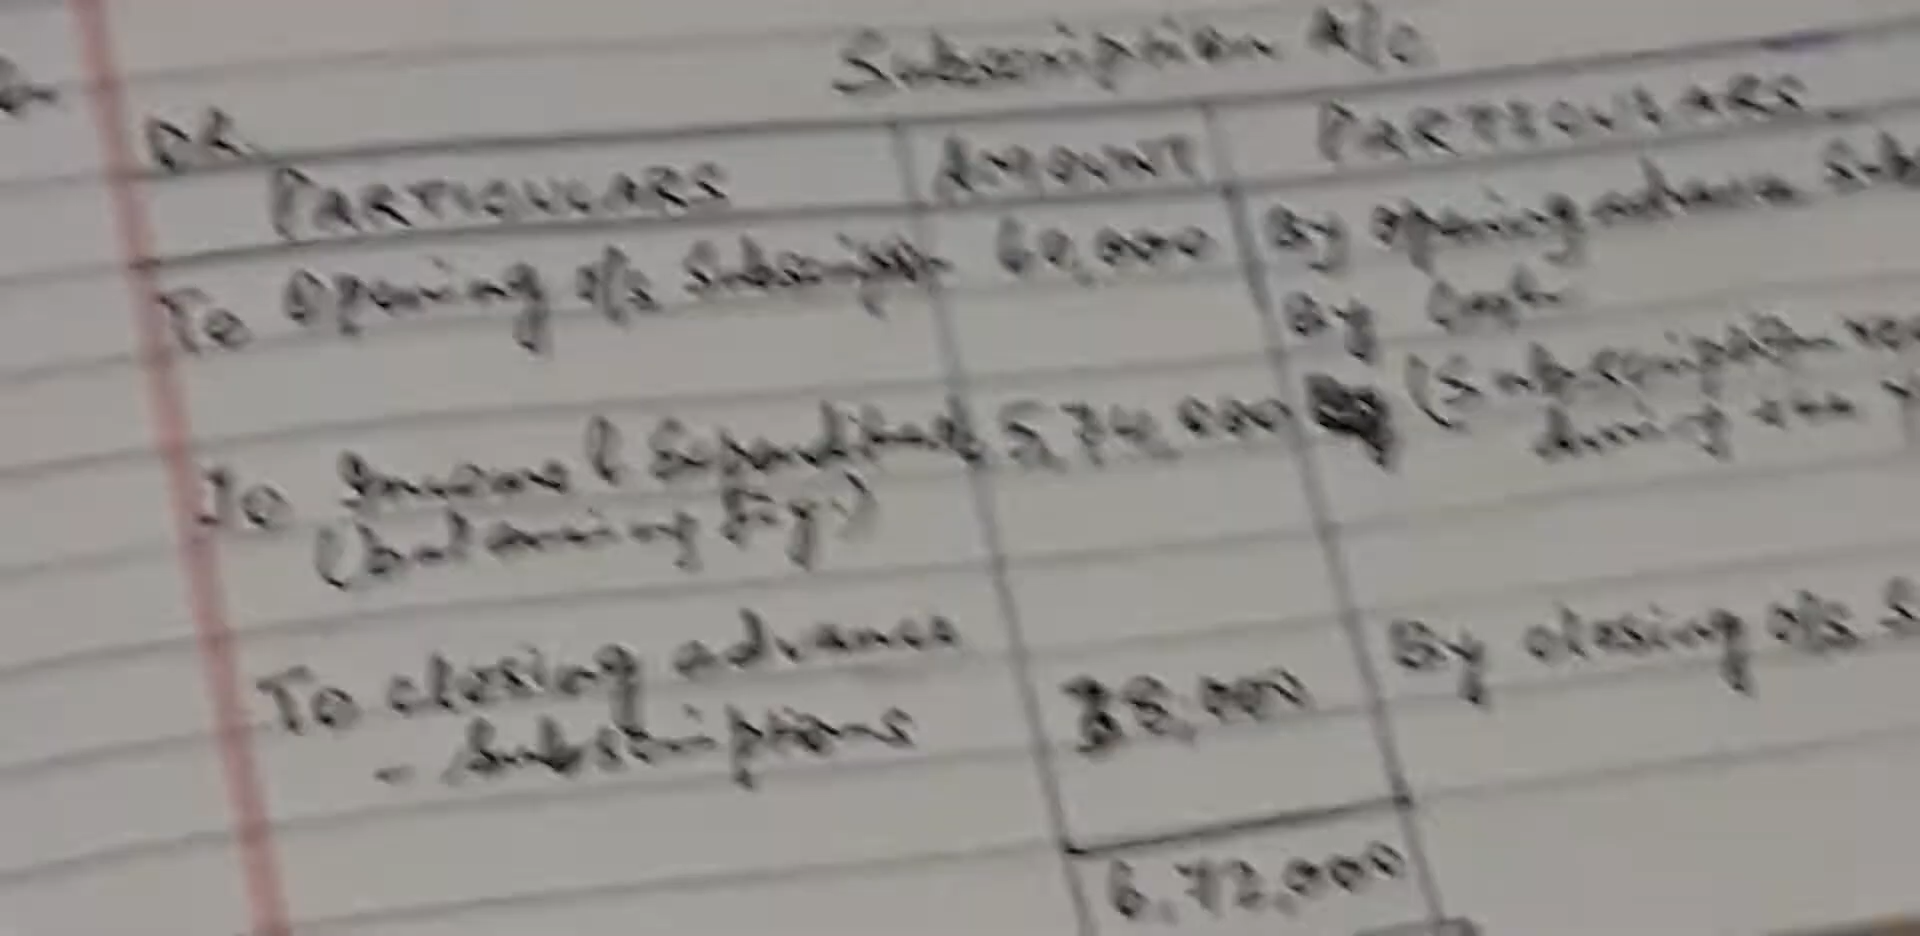 Subscription A/c
DR
PARTICULARS AMOUNT PARTICULARS
To Opening o/s Subscription 60,000 By opening advance Sub
By Cash
To Income & Expenditure 5,74,000 (Subscription
(balancing fig.) during the
To closing advance By closing o/s S
- Subscriptions 38,000
6,72,000